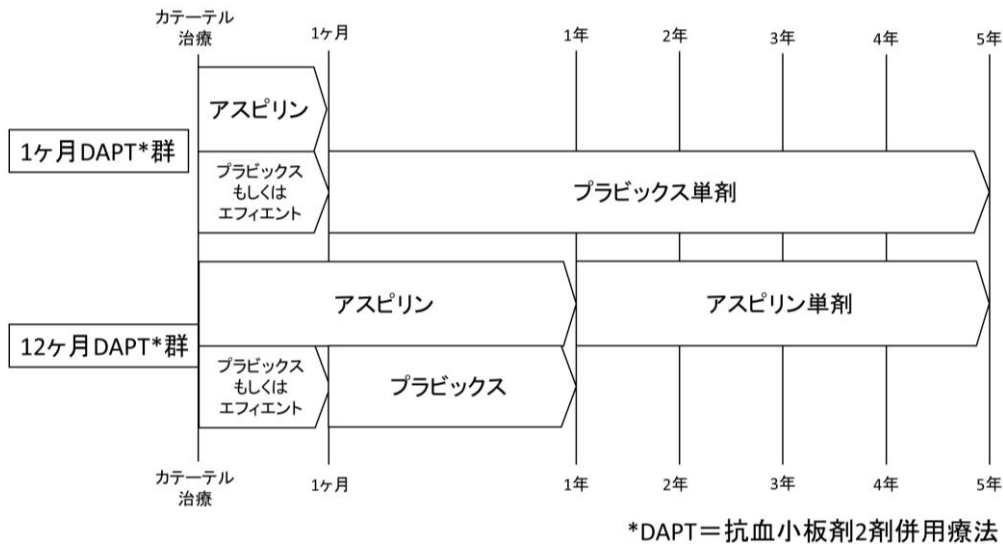 カテーテル
治療
1ヶ月
1年
2年
3年
4年
5年
アスピリン
1ヶ月DAPT*群
プラビックス
もしくは
エフィエント
プラビックス単剤
アスピリン
アスピリン単剤
12ヶ月DAPT*群
プラビックス
もしくは
エフィエント
プラビックス
カテーテル
治療
1ヶ月
1年
2年
3年
4年
5年
*DAPT＝抗血小板剤2剤併用療法